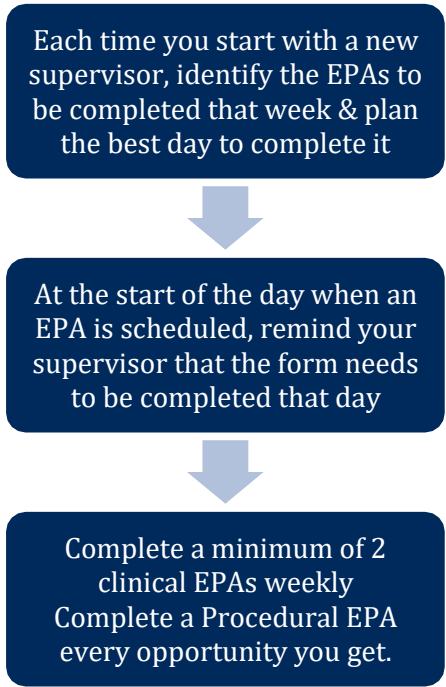 Each time you start with a new
supervisor, identify the EPAs to
be completed that week & plan
the best day to complete it
At the start of the day when an
EPA is scheduled, remind your
supervisor that the form needs
to be completed that day
Complete a minimum of 2
clinical EPAs weekly
Complete a Procedural EPA
every opportunity you get.